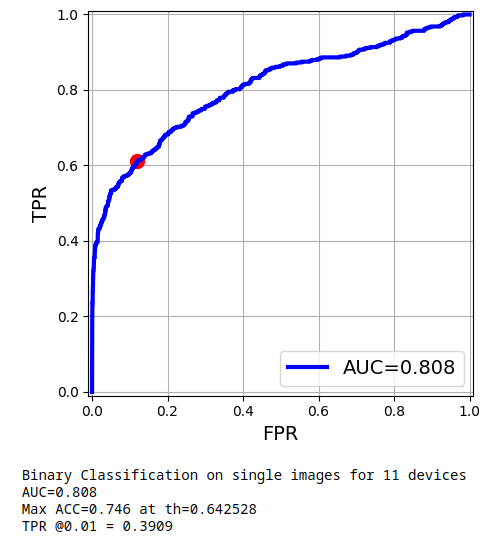 1.0
0.8
0.6
0.4
0.2
0.0
TPR
AUC=0.808
0.0 0.2 0.4 0.6 0.8 1.0
FPR
Binary Classification on single images for 11 devices
AUC=0.808
Max ACC=0.746 at th=0.642528
TPR @0.01 = 0.3909